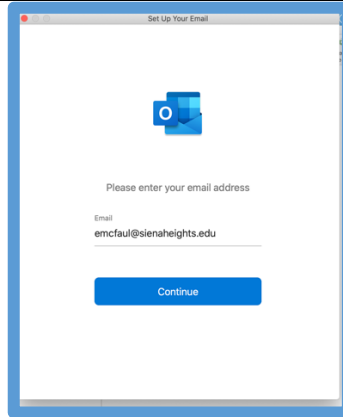 Set Up Your Email
O
Please enter your email address
Email
emcfaul@sienaheights.edu
Continue